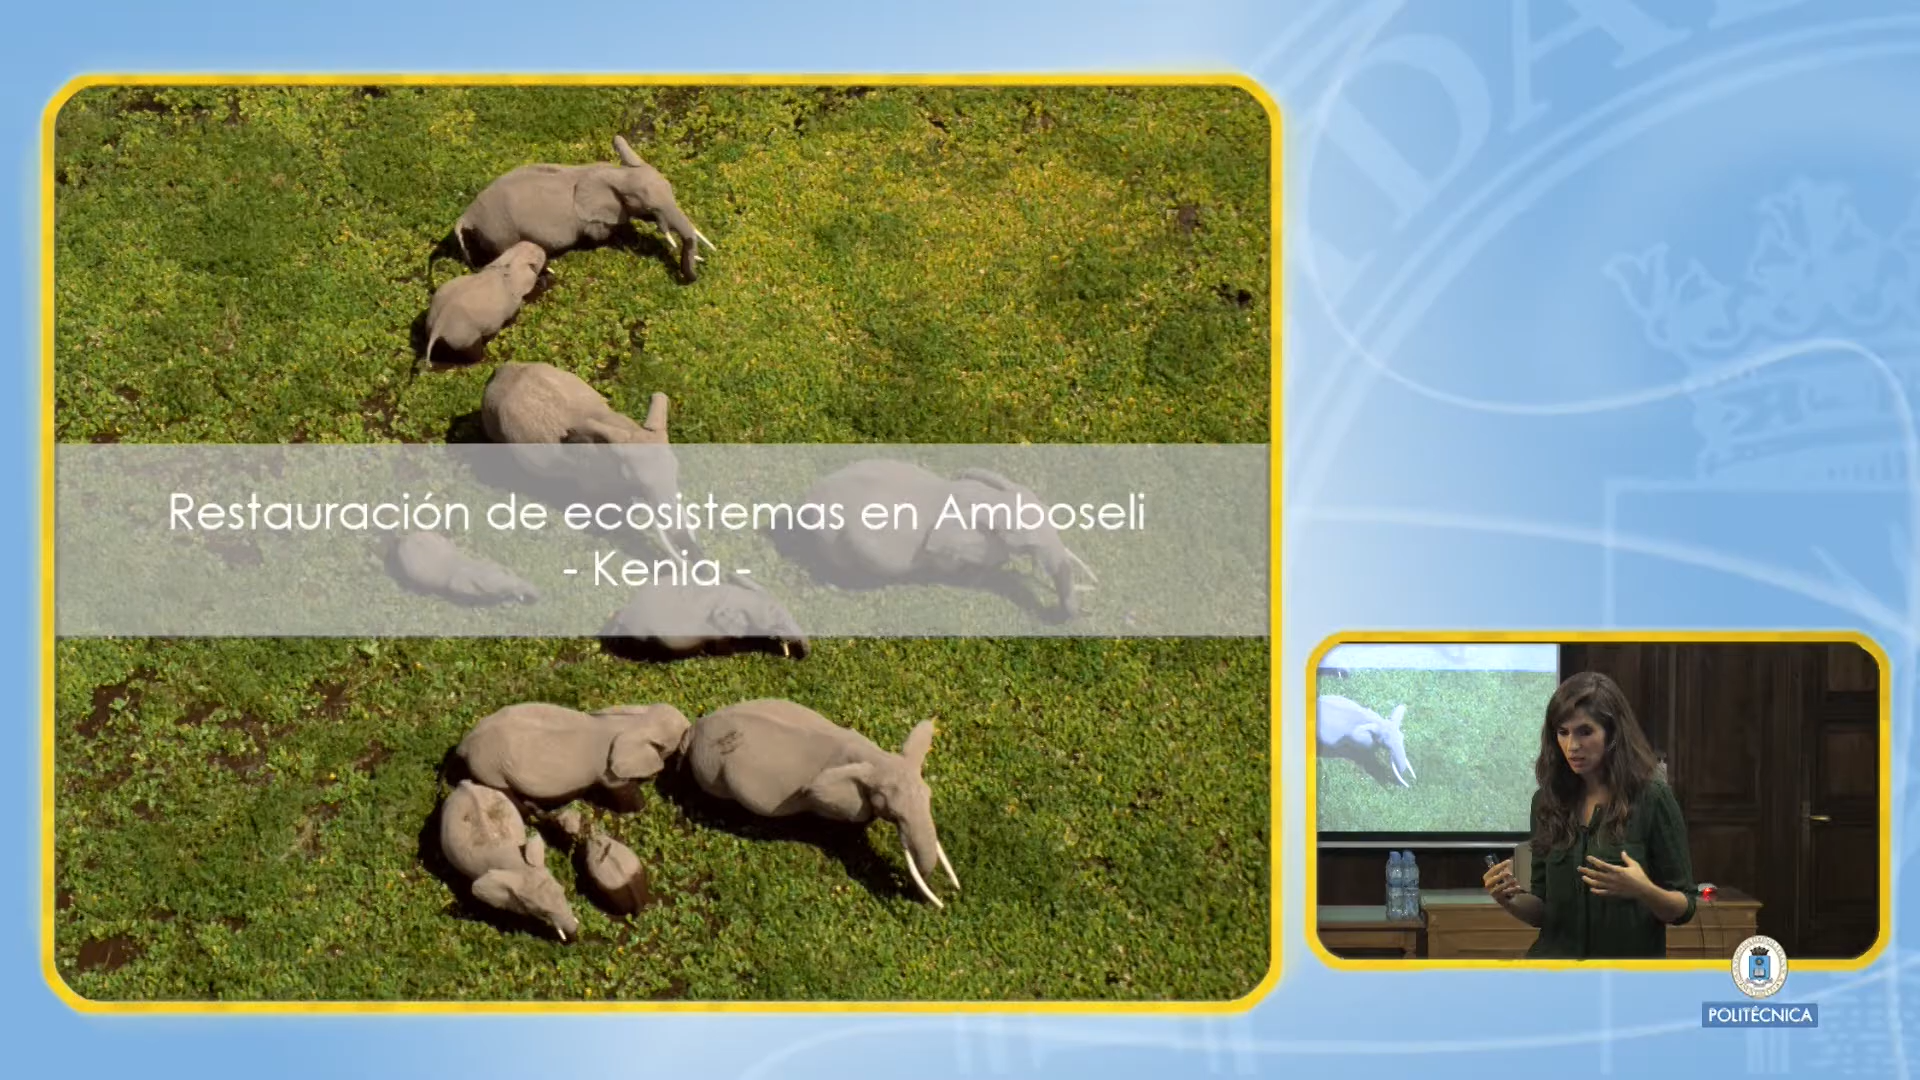 Restauración de ecosistemas en Amboseli
- Kenia -
POLITÉCNICA